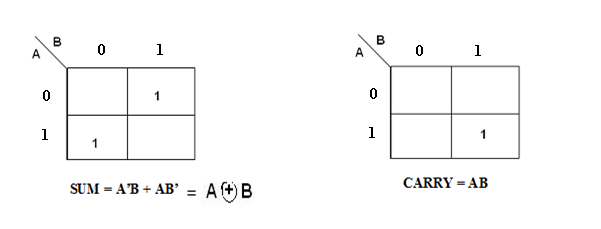 B
A
0 1
0 1
1 1
SUM = A’B + AB’ = A ⊕ B
B
A
0 1
0
1 1
CARRY = AB